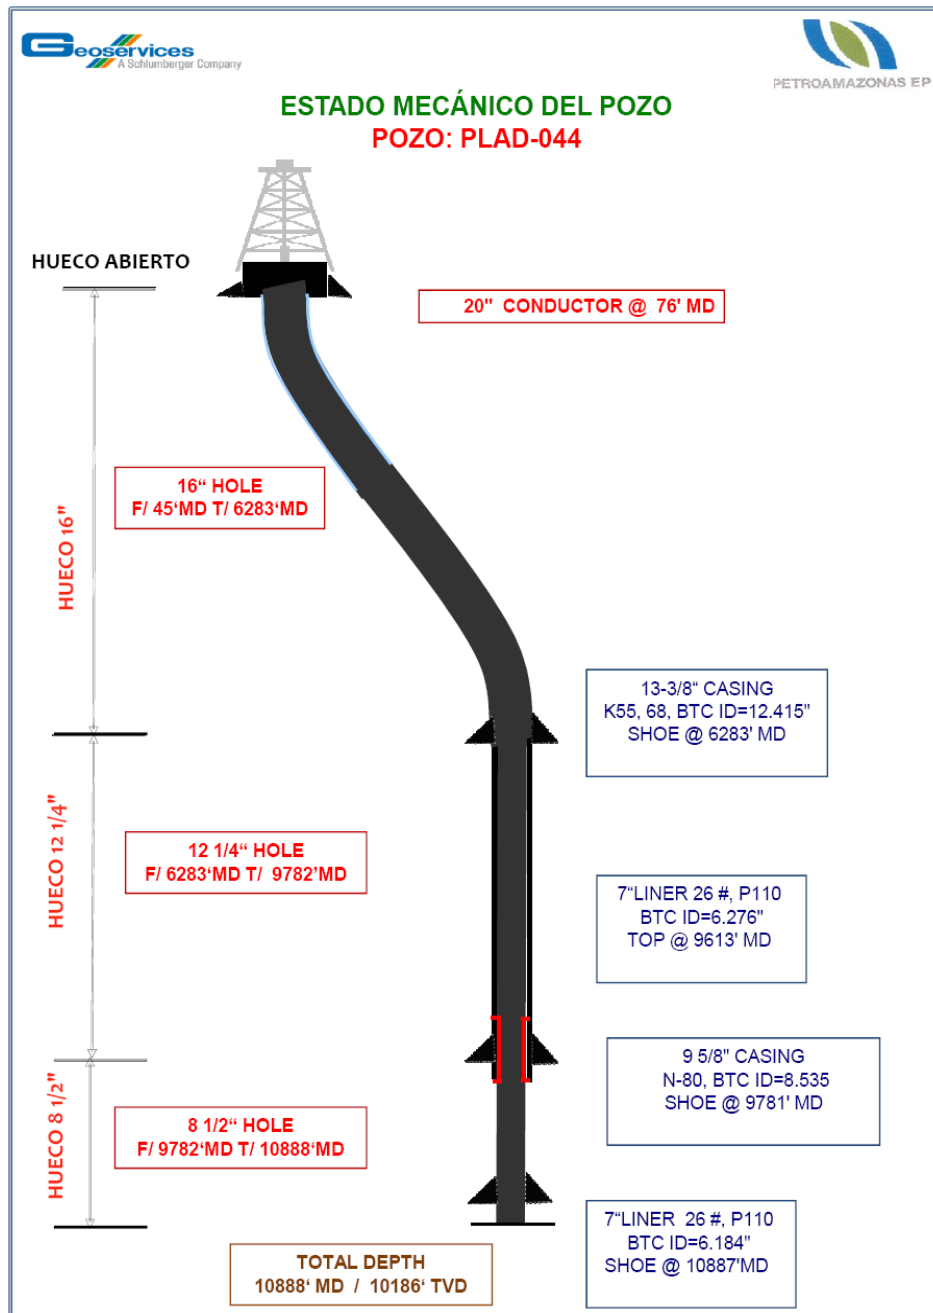 Geoservices
A Schlumberger Company
PETROAMAZONAS EP
ESTADO MECÁNICO DEL POZO
POZO: PLAD-044
HUECO ABIERTO
20" CONDUCTOR @ 76' MD
HUECO 16"
16“ HOLE
F/ 45‘MD T/ 6283‘MD
13-3/8“ CASING
K55, 68, BTC ID=12.415"
SHOE @ 6283' MD
HUECO 12 1/4"
12 1/4“ HOLE
F/ 6283‘MD T/ 9782’MD
7“LINER 26 #, P110
BTC ID=6.276"
TOP @ 9613' MD
9 5/8" CASING
N-80, BTC ID=8.535
SHOE @ 9781' MD
HUECO 8 1/2"
8 1/2“ HOLE
F/ 9782‘MD T/ 10888‘MD
7“LINER 26 #, P110
BTC ID=6.184"
SHOE @ 10887'MD
TOTAL DEPTH
10888‘ MD / 10186‘ TVD